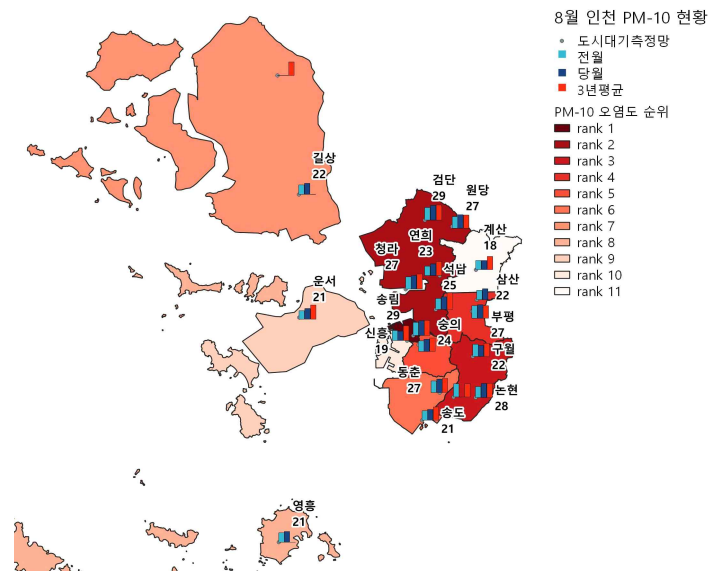 8월 인천 PM-10 현황
도시대기측정망
전월
당월
3년평균
PM-10 오염도 순위
rank 1
rank 2
rank 3
rank 4
rank 5
rank 6
rank 7
rank 8
rank 9
rank 10
rank 11
길상
22
검단
29
원당
27
연희
23
계산
18
청라
27
석남
25
삼산
22
운서
21
송림
29
숭의
24
부평
27
신흥
19
구월
22
동춘
27
논현
28
송도
21
영흥
21